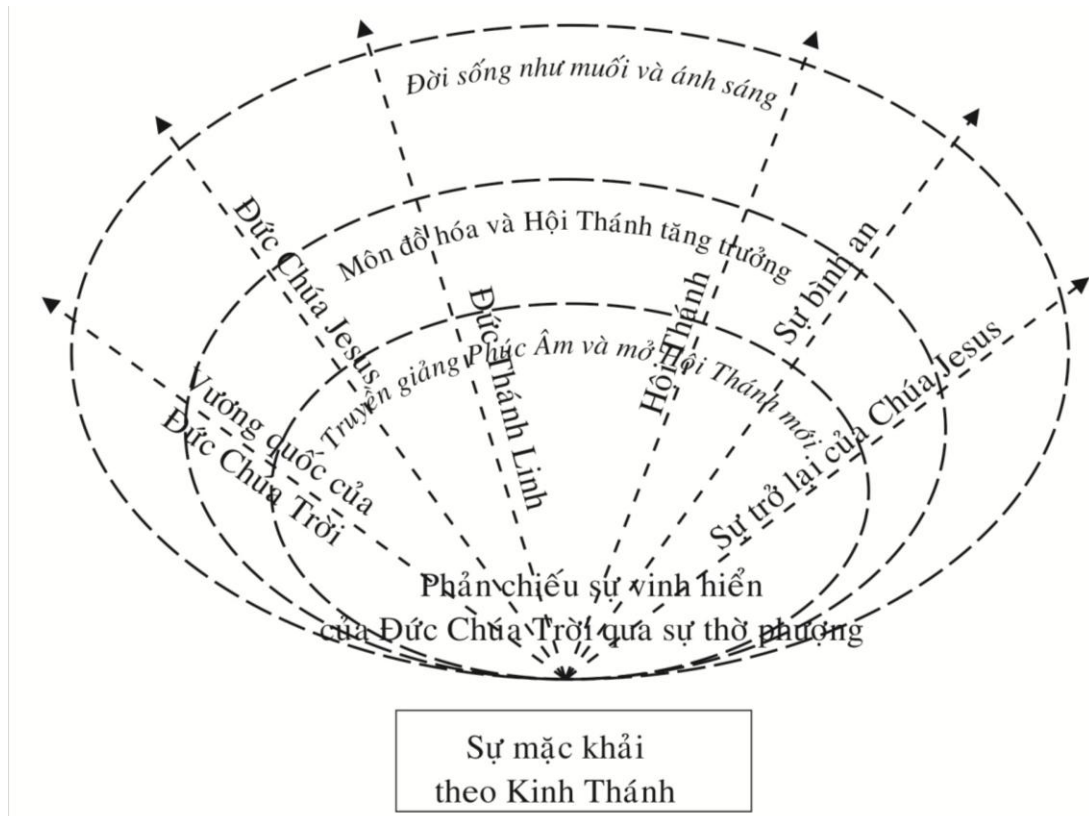 Đời sống như muối và ánh sáng
Môn đồ hóa và Hội Thánh tăng trưởng
Truyền giảng Phúc Âm và mở Hội Thánh mới
Vương quốc của
Đức Chúa Trời
Đức Chúa Jesus
Đức Thánh Linh
Hội Thánh
Sự bình an
Sự trở lại của Chúa Jesus
Phản chiếu sự vinh hiển
của Đức Chúa Trời qua sự thờ phượng
Sự mặc khải
theo Kinh Thánh